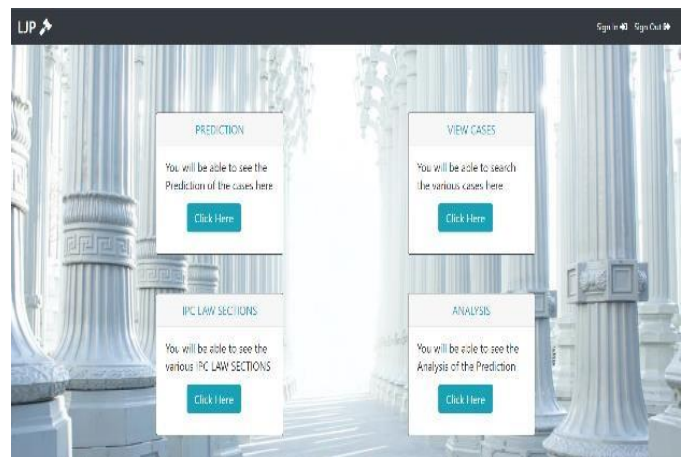 LJP
Sign In Sign Out
PREDICTION
You will be able to see the
Prediction of the cases here
Click Here
VIEW CASES
You will be able to search
the various cases here
Click Here
IPC LAW SECTIONS
You will be able to see the
various IPC LAW SECTIONS
Click Here
ANALYSIS
You will be able to see the
Analysis of the Prediction
Click Here